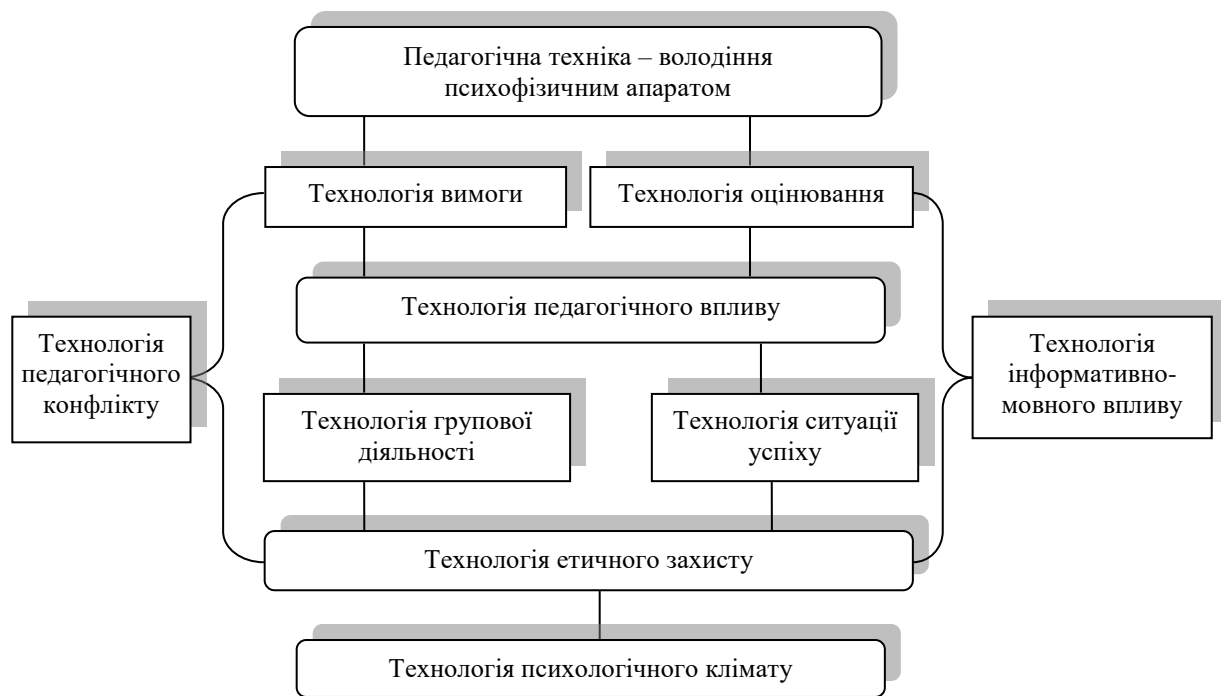 Педагогічна техніка – володіння
психофізичним апаратом
Технологія вимоги
Технологія оцінювання
Технологія педагогічного впливу
Технологія
педагогічного
конфлікту
Технологія
інформативно-
мовного впливу
Технологія групової
діяльності
Технологія ситуації
успіху
Технологія етичного захисту
Технологія психологічного клімату